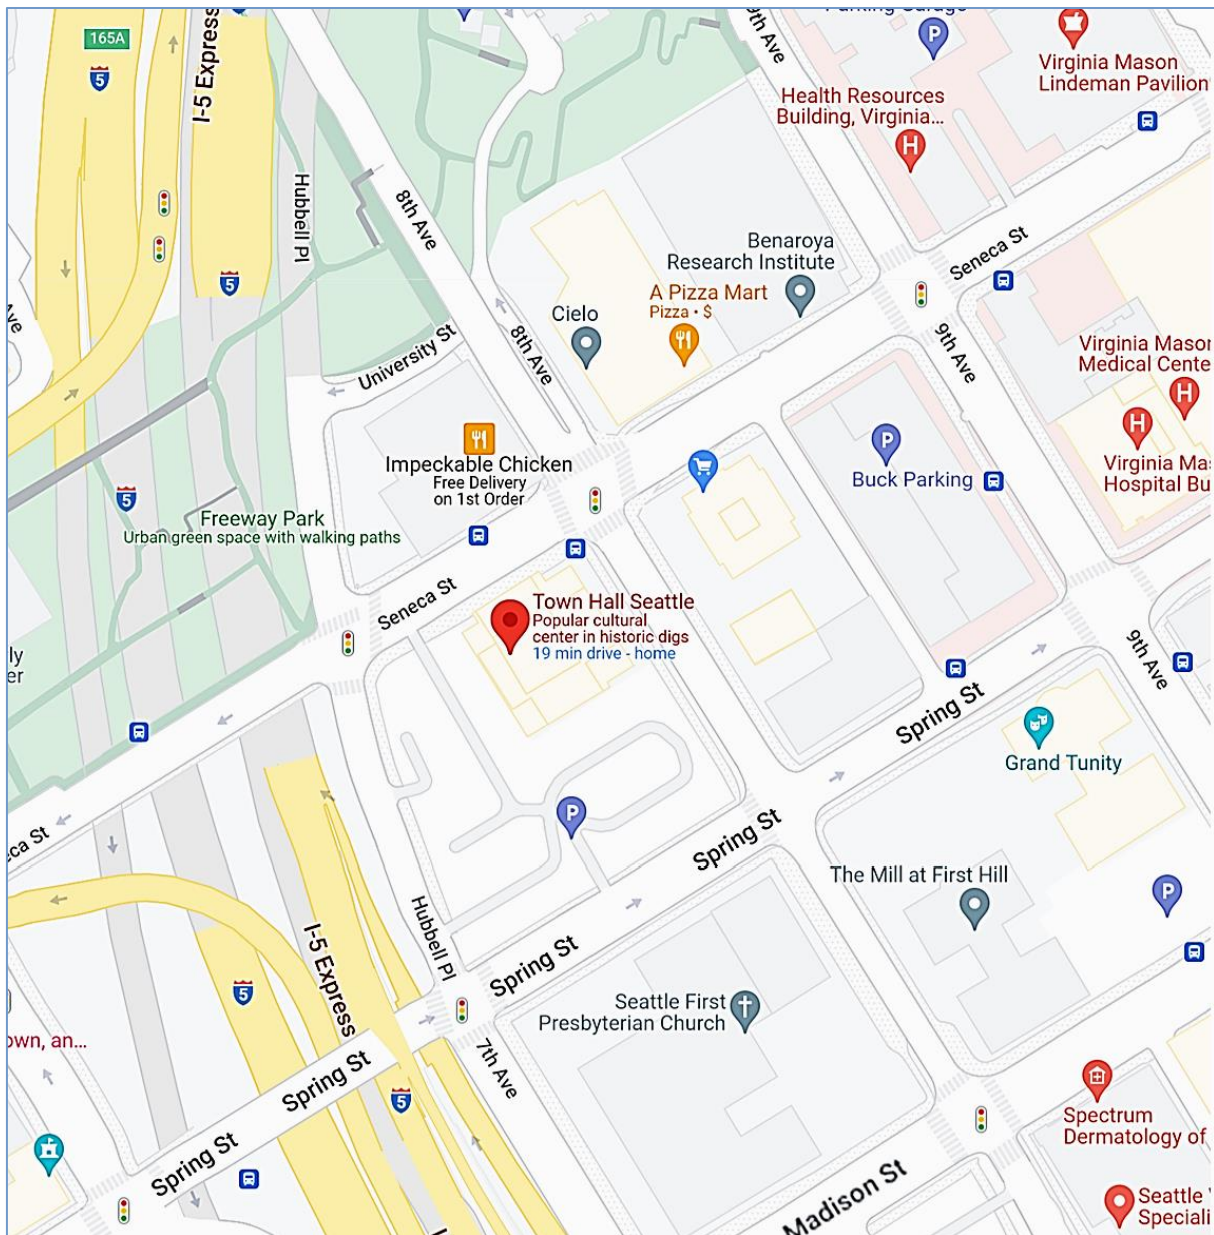 165A
5
I-5 Express
Hubbell Pl
8th Ave
9th Ave
Parking Garage
P
Virginia Mason
Lindeman Pavilion
Health Resources
Building, Virginia...
H
Seneca St
Benaroya
Research Institute
A Pizza Mart
Pizza • $
Cielo
8th Ave
University St
5
9th Ave
Virginia Mason
Medical Cente
H
H
Virginia Ma
Hospital Bu
P
Buck Parking
Impeckable Chicken
Free Delivery
on 1st Order
5
Freeway Park
Urban green space with walking paths
Seneca St
Town Hall Seattle
Popular cultural
center in historic digs
19 min drive - home
9th Ave
Spring St
Grand Tunity
P
Spring St
The Mill at First Hill
P
Hubbell Pl
I-5 Express
5
Spring St
Seattle First
Presbyterian Church
own, an...
7th Ave
Spring St
5
Spring St
Spectrum
Dermatology of
Madison St
Seattle
Speciali